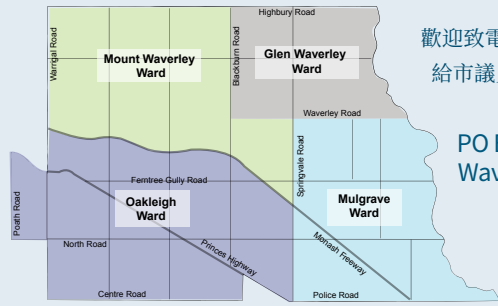 Highbury Road
Warrigal Road
Mount Waverley
Ward
Blackburn Road
Glen Waverley
Ward
Waverley Road
Springvale Road
Ferntree Gully Road
Poath Road
Oakleigh
Ward
Mulgrave
Ward
North Road
Princes Highway
Monash Freeway
Centre Road
Police Road
歡迎致電
給市議
PO
Wav